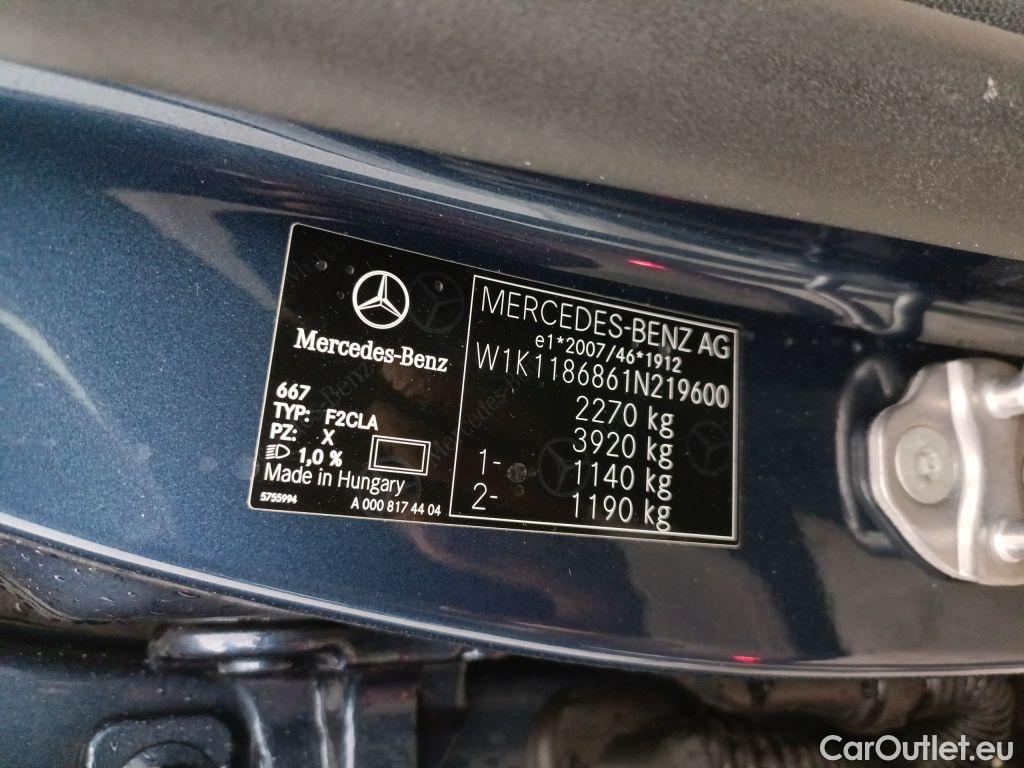 Mercedes-Benz
667
TYP: F2CLA
PZ: X
1,0 %
Made in Hungary
5755994
A 000 817 44 04
MERCEDES-BENZ AG
e1*2007/46*1912
W1K1186861N219600
2270 kg
3920 kg
1- 1140 kg
2- 1190 kg
CarOutlet.eu